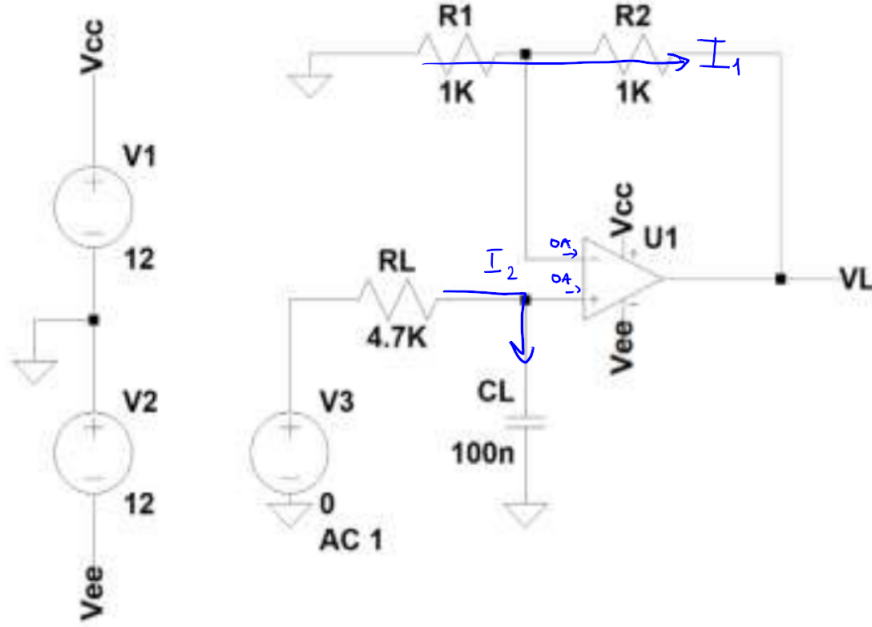 R1
R2
I₁
1K
1K
Vcc
V1
12
Vcc
U1
0A
0A
I₂
RL
4.7K
VL
Vee
V2
12
V3
0
AC 1
CL
100n
Vee